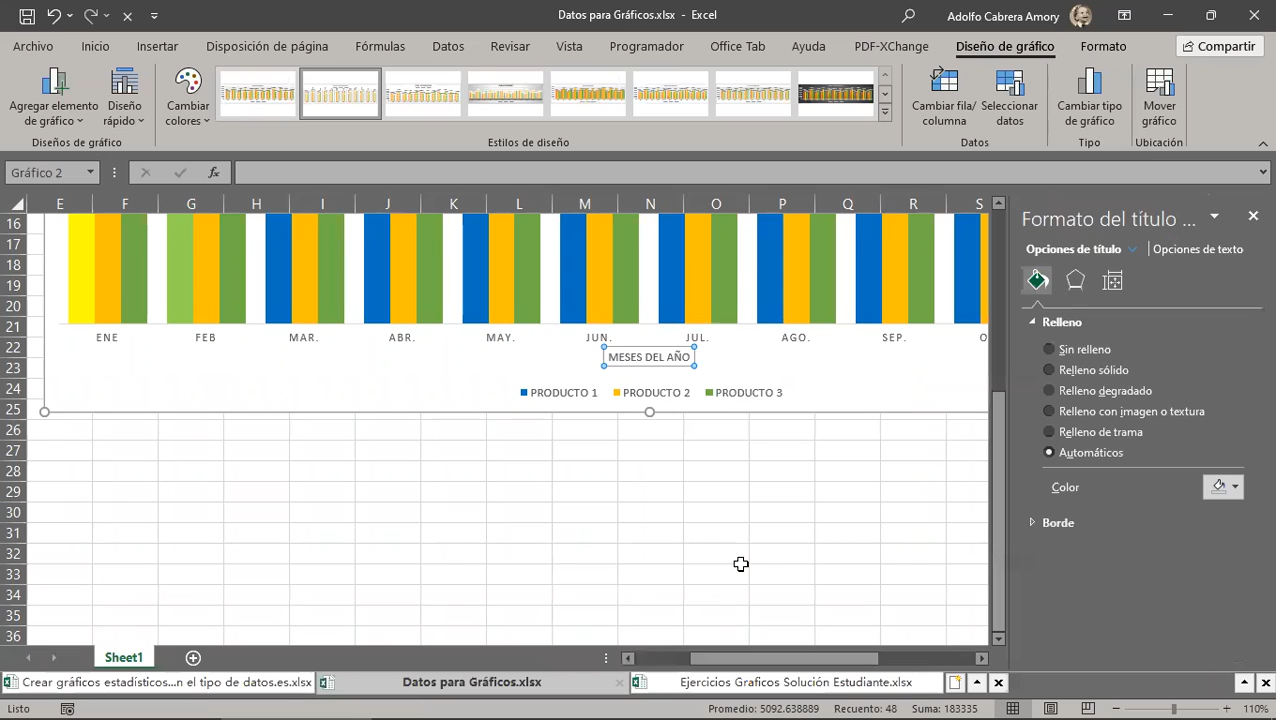 Datos para Gráficos.xlsx - Excel
Adolfo Cabrera Amory
Archivo Inicio Insertar Disposición de página Fórmulas Datos Revisar Vista Programador Office Tab Ayuda PDF-XChange Diseño de gráfico Formato Compartir
Agregar elemento de gráfico
Diseño rápido
Cambiar colores
Cambiar fila/ columna
Seleccionar datos
Cambiar tipo de gráfico
Mover gráfico
Diseños de gráfico Estilos de diseño Datos Tipo Ubicación
Gráfico 2 fx
E F G H I J K L M N O P Q R S
16
17
18
19
20
21
22
23
24
25
26
27
28
29
30
31
32
33
34
35
36
ENE FEB MAR. ABR. MAY. JUN. JUL. AGO. SEP. O
MESES DEL AÑO
PRODUCTO 1 PRODUCTO 2 PRODUCTO 3
Formato del título ...
Opciones de título Opciones de texto
Relleno
Sin relleno
Relleno sólido
Relleno degradado
Relleno con imagen o textura
Relleno de trama
Automáticos
Color
Borde
Sheet1
Crear gráficos estadísticos...n el tipo de datos.es.xlsx Datos para Gráficos.xlsx Ejercicios Graficos Solución Estudiante.xlsx
Listo Promedio: 5092.638889 Recuento: 48 Suma: 183335 110%